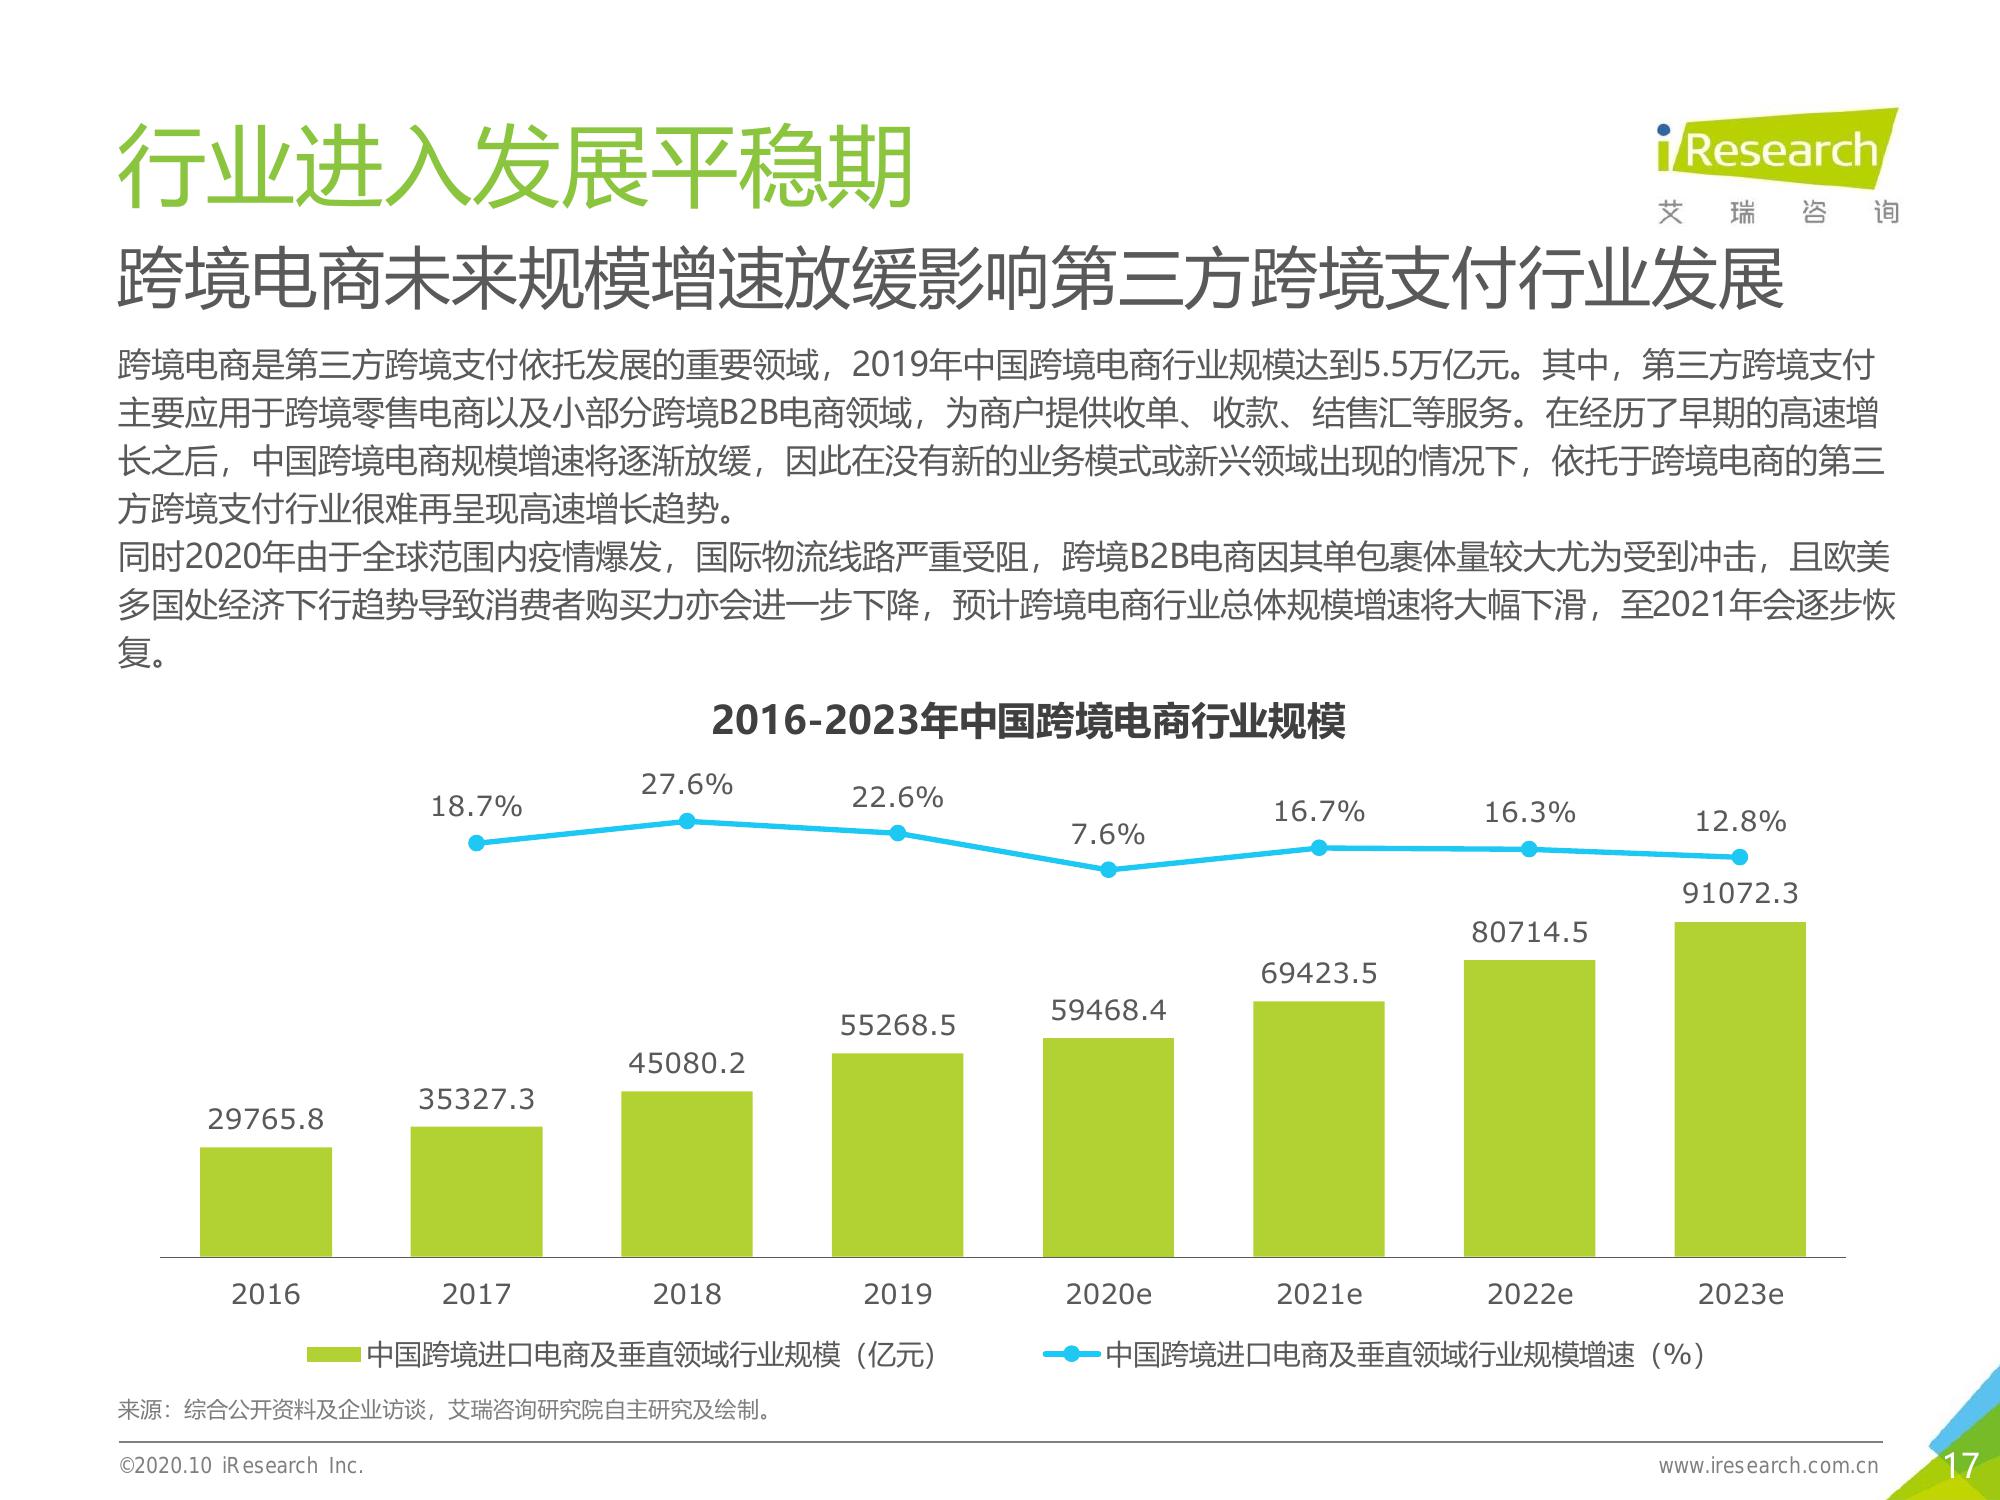 行业进入发展平稳期
iResearch
艾瑞咨询
跨境电商未来规模增速放缓影响第三方跨境支付行业发展
跨境电商是第三方跨境支付依托发展的重要领域，2019年中国跨境电商行业规模达到5.5万亿元。其中，第三方跨境支付
主要应用于跨境零售电商以及小部分跨境B2B电商领域，为商户提供收单、收款、结售汇等服务。在经历了早期的高速增
长之后，中国跨境电商规模增速将逐渐放缓，因此在没有新的业务模式或新兴领域出现的情况下，依托于跨境电商的第三
方跨境支付行业很难再呈现高速增长趋势。
同时2020年由于全球范围内疫情爆发，国际物流线路严重受阻，跨境B2B电商因其单包裹体量较大尤为受到冲击，且欧美
多国处经济下行趋势导致消费者购买力亦会进一步下降，预计跨境电商行业总体规模增速将大幅下滑，至2021年会逐步恢
复。
2016-2023年中国跨境电商行业规模
18.7% 27.6% 22.6% 7.6% 16.7% 16.3% 12.8%
29765.8 35327.3 45080.2 55268.5 59468.4 69423.5 80714.5 91072.3
2016 2017 2018 2019 2020e 2021e 2022e 2023e
中国跨境进口电商及垂直领域行业规模（亿元） 中国跨境进口电商及垂直领域行业规模增速（%）
来源：综合公开资料及企业访谈，艾瑞咨询研究院自主研究及绘制。
©2020.10 iResearch Inc. www.iresearch.com.cn 17